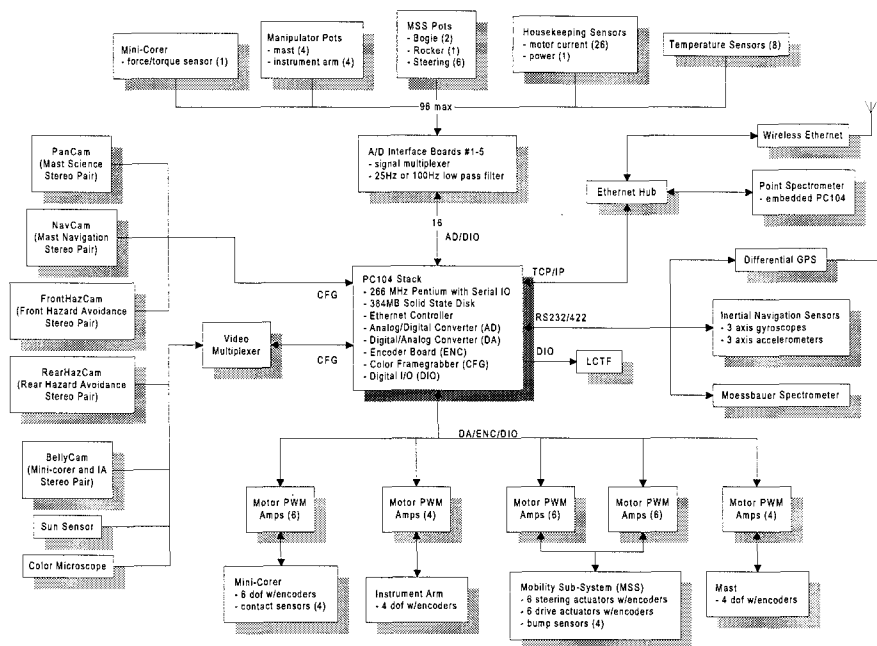 Mini-Corer
- force/torque sensor (1)
Manipulator Pots
- mast (4)
- instrument arm (4)
MSS Pots
- Bogie (2)
- Rocker (1)
- Steering (6)
Housekeeping Sensors
- motor current (26)
- power (1)
Temperature Sensors (8)
96 max
PanCam
(Mast Science
Stereo Pair)
NavCam
(Mast Navigation
Stereo Pair)
FrontHazCam
(Front Hazard Avoidance
Stereo Pair)
RearHazCam
(Rear Hazard Avoidance
Stereo Pair)
BellyCam
(Mini-corer and IA
Stereo Pair)
Sun Sensor
Color Microscope
A/D Interface Boards #1-5
- signal multiplexer
- 25Hz or 100Hz low pass filter
16
AD/DIO
Wireless Ethernet
Ethernet Hub
Point Spectrometer
- embedded PC104
CFG
CFG
Video
Multiplexer
PC104 Stack
- 266 MHz Pentium with Serial IO
- 384MB Solid State Disk
- Ethernet Controller
- Analog/Digital Converter (AD)
- Digital/Analog Converter (DA)
- Encoder Board (ENC)
- Color Framegrabber (CFG)
- Digital I/O (DIO)
TCP/IP
RS232/422
DIO
LCTF
Differential GPS
Inertial Navigation Sensors
- 3 axis gyroscopes
- 3 axis accelerometers
Moessbauer Spectrometer
DA/ENC/DIO
Motor PWM
Amps (6)
Motor PWM
Amps (4)
Motor PWM
Amps (6)
Motor PWM
Amps (6)
Motor PWM
Amps (4)
Mini-Corer
- 6 dof w/encoders
- contact sensors (4)
Instrument Arm
- 4 dof w/encoders
Mobility Sub-System (MSS)
- 6 steering actuators w/encoders
- 6 drive actuators w/encoders
- bump sensors (4)
Mast
- 4 dof w/encoders